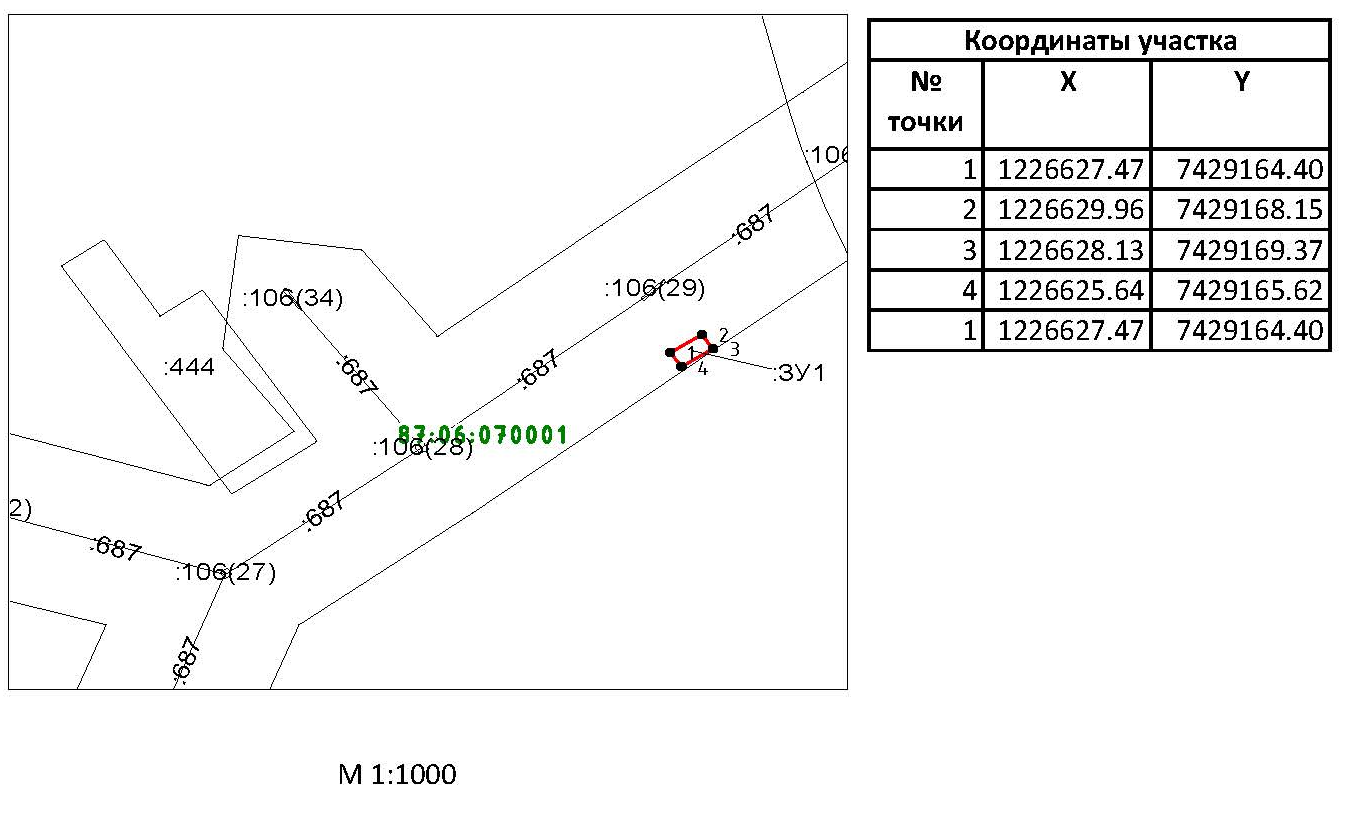 Координаты участка
№ точки X Y
1 1226627.47 7429164.40
2 1226629.96 7429168.15
3 1226628.13 7429169.37
4 1226625.64 7429165.62
1 1226627.47 7429164.40
:106
:687
:106(34)
:106(29)
2
1
3
4
:ЗУ1
:444
:687
:687
87:06:070001
:106(28)
2)
:687
:687
:106(27)
:687
М 1:1000